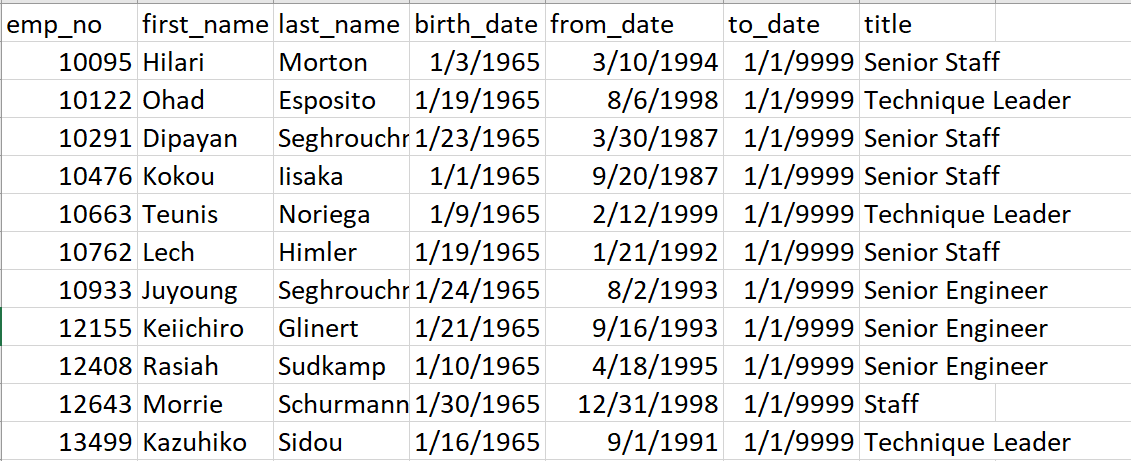 emp_no first_name last_name birth_date from_date to_date title
10095 Hilari Morton 1/3/1965 3/10/1994 1/1/9999 Senior Staff
10122 Ohad Esposito 1/19/1965 8/6/1998 1/1/9999 Technique Leader
10291 Dipayan 1/23/1965 3/30/1987 1/1/9999 Senior Staff
10476 Kokou Iisaka 1/1/1965 9/20/1987 1/1/9999 Senior Staff
10663 Teunis Noriega 1/9/1965 2/12/1999 1/1/9999 Technique Leader
10762 Lech Himler 1/19/1965 1/21/1992 1/1/9999 Senior Staff
10933 Juyoung 1/24/1965 8/2/1993 1/1/9999 Senior Engineer
12155 Keiichiro Glinert 1/21/1965 9/16/1993 1/1/9999 Senior Engineer
12408 Rasiah Sudkamp 1/10/1965 4/18/1995 1/1/9999 Senior Engineer
12643 Morrie Schurmann 1/30/1965 12/31/1998 1/1/9999 Staff
13499 Kazuhiko Sidou 1/16/1965 9/1/1991 1/1/9999 Technique Leader